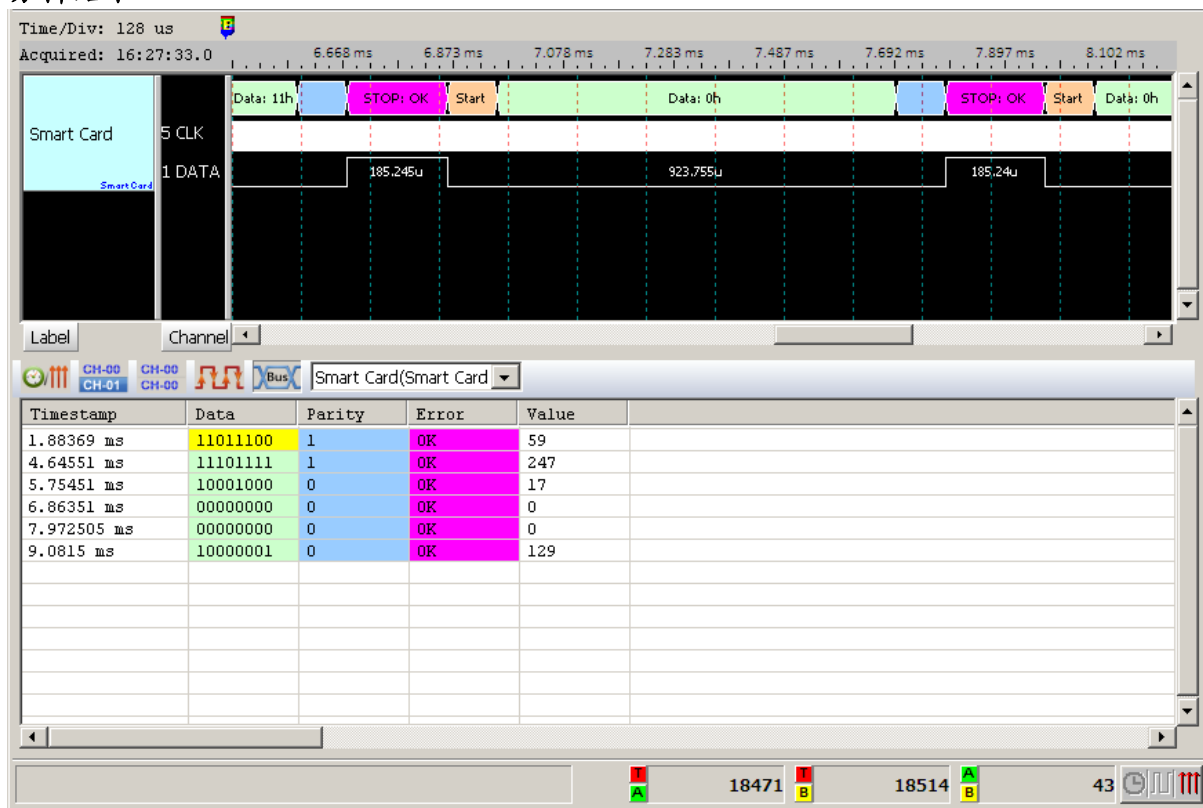 Time/Div: 128 us
Acquired: 16:27:33.0 6.668 ms 6.873 ms 7.078 ms 7.283 ms 7.487 ms 7.692 ms 7.897 ms 8.102 ms
Data: 11h STOP: OK Start Data: 0h STOP: OK Start Data: 0h
Smart Card 5 CLK
1 DATA 185.245u 923.755u 185.24u
SmartCard
Label Channel
CH-00 CH-00
CH-01 CH-00
Bus Smart Card(Smart Card
Timestamp Data Parity Error Value
1.88369 ms 11011100 1 OK 59
4.64551 ms 11101111 1 OK 247
5.75451 ms 10001000 0 OK 17
6.86351 ms 00000000 0 OK 0
7.972505 ms 00000000 0 OK 0
9.0815 ms 10000001 0 OK 129
T A 18471 T B 18514 A B 43